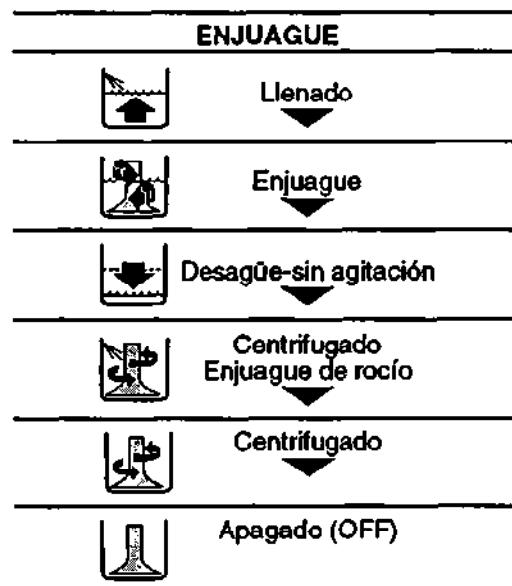 ENJUAGUE
Llenado
Enjuague
Desagüe-sin agitación
Centrifugado
Enjuague de rocío
Centrifugado
Apagado (OFF)